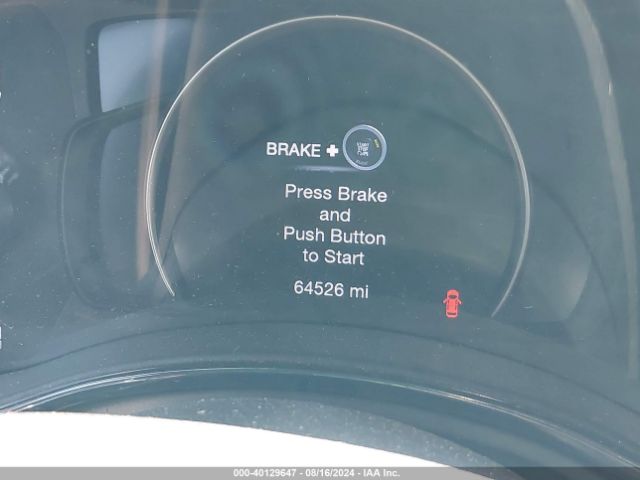 BRAKE +
Press Brake
and
Push Button
to Start
64526 mi
000-40129647 - 08/16/2024 - IAA Inc.